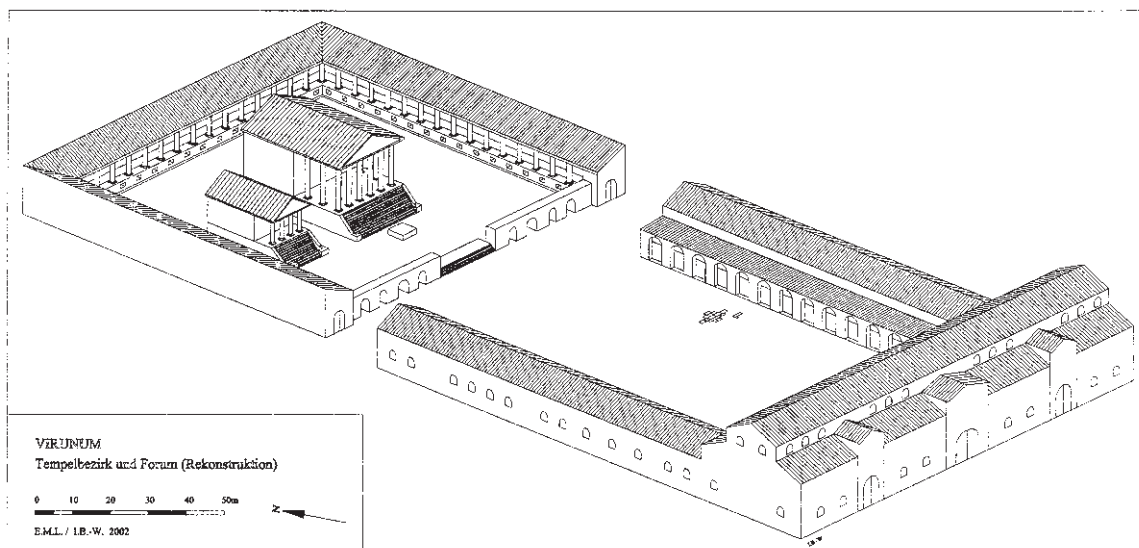 VIRUNUM
Tempelbezirk und Forum (Rekonstruktion)
0 10 20 30 40 50m
N
E.M.L. / I.B.-W. 2002